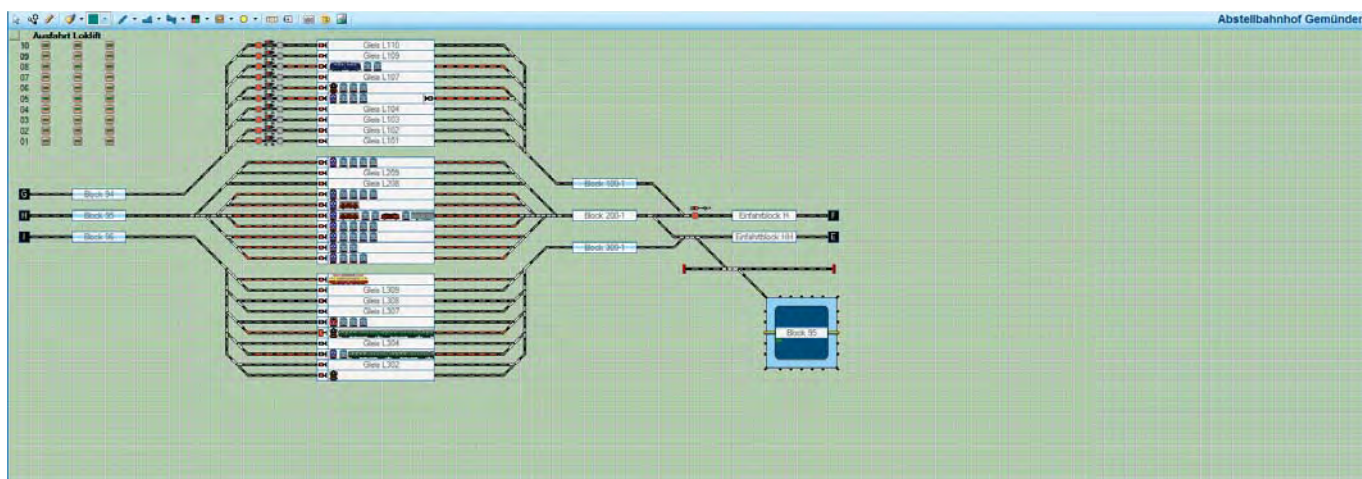 Abstellbahnhof Gemünden
Ausfahrt Loklift
10
09
08
07
06
05
04
03
02
01
Gleis L110
Gleis L109
Gleis L107
Gleis L104
Gleis L103
Gleis L102
Gleis L101
Gleis L209
Gleis L208
G
Block 94
H
Block 95
I
Block 96
Block 100-1
Block 200-1
Block 300-1
Einfahrtblock H
F
Einfahrtblock HH
E
Gleis L309
Gleis L308
Gleis L307
Gleis L304
Gleis L302
Block 95